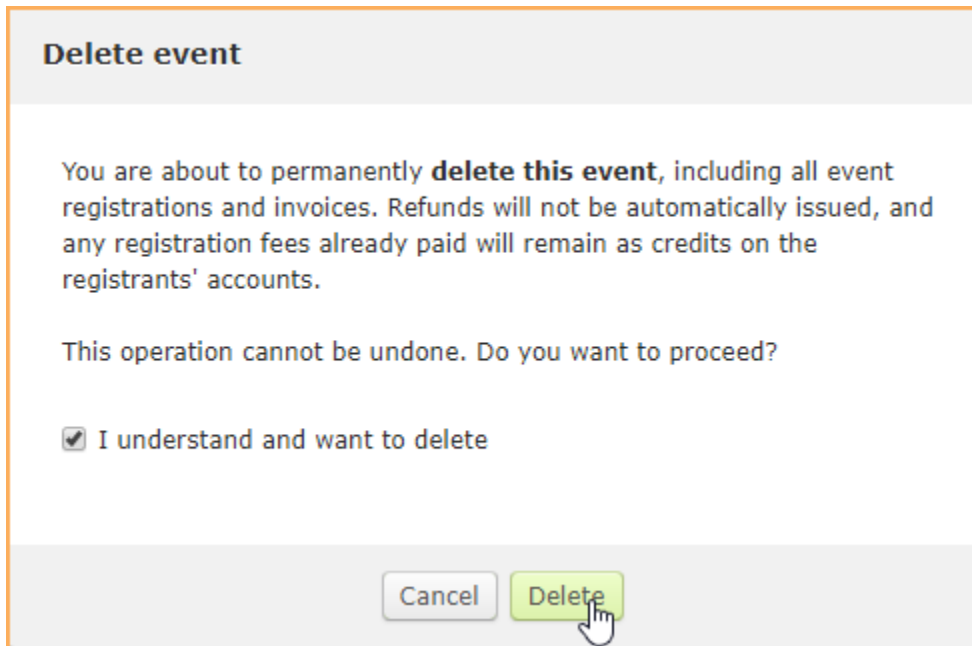 Delete event
You are about to permanently delete this event, including all event
registrations and invoices. Refunds will not be automatically issued, and
any registration fees already paid will remain as credits on the
registrants' accounts.
This operation cannot be undone. Do you want to proceed?
I understand and want to delete
Cancel Delete